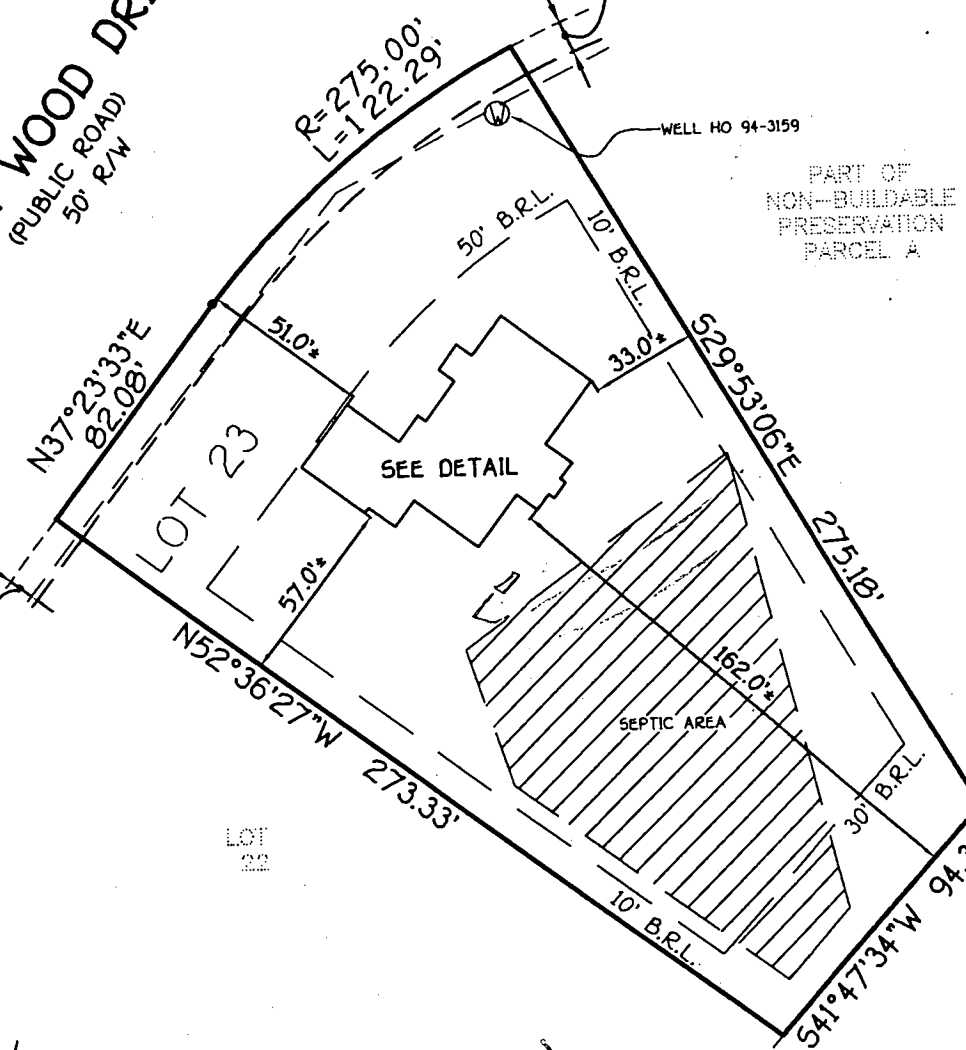 WOOD
(PUBLIC ROAD)
50' R/W
R=275.00'
L=122.29'
W
WELL HO 94-3159
PART OF
NON-BUILDABLE
PRESERVATION
PARCEL A
50' B.R.L.
10' B.R.L.
51.0'±
33.0'±
N37°23'33"E
82.08'
S29°53'06"E
275.18'
LOT 23
SEE DETAIL
57.0'±
162.0'±
SEPTIC AREA
N52°36'27"W
273.33'
30' B.R.L.
LOT
22
10' B.R.L.
S41°47'34"W